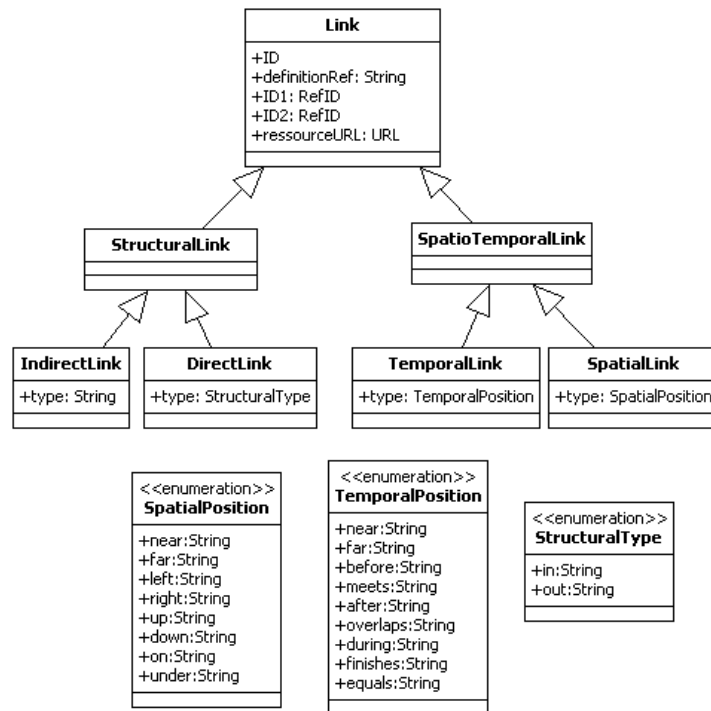 Link
+ID
+definitionRef: String
+ID1: RefID
+ID2: RefID
+ressourceURL: URL
StructuralLink
SpatioTemporalLink
IndirectLink
+type: String
DirectLink
+type: StructuralType
TemporalLink
+type: TemporalPosition
SpatialLink
+type: SpatialPosition
<<enumeration>>
SpatialPosition
+near:String
+far:String
+left:String
+right:String
+up:String
+down:String
+on:String
+under:String
<<enumeration>>
TemporalPosition
+near:String
+far:String
+before:String
+meets:String
+after:String
+overlaps:String
+during:String
+finishes:String
+equals:String
<<enumeration>>
StructuralType
+in:String
+out:String